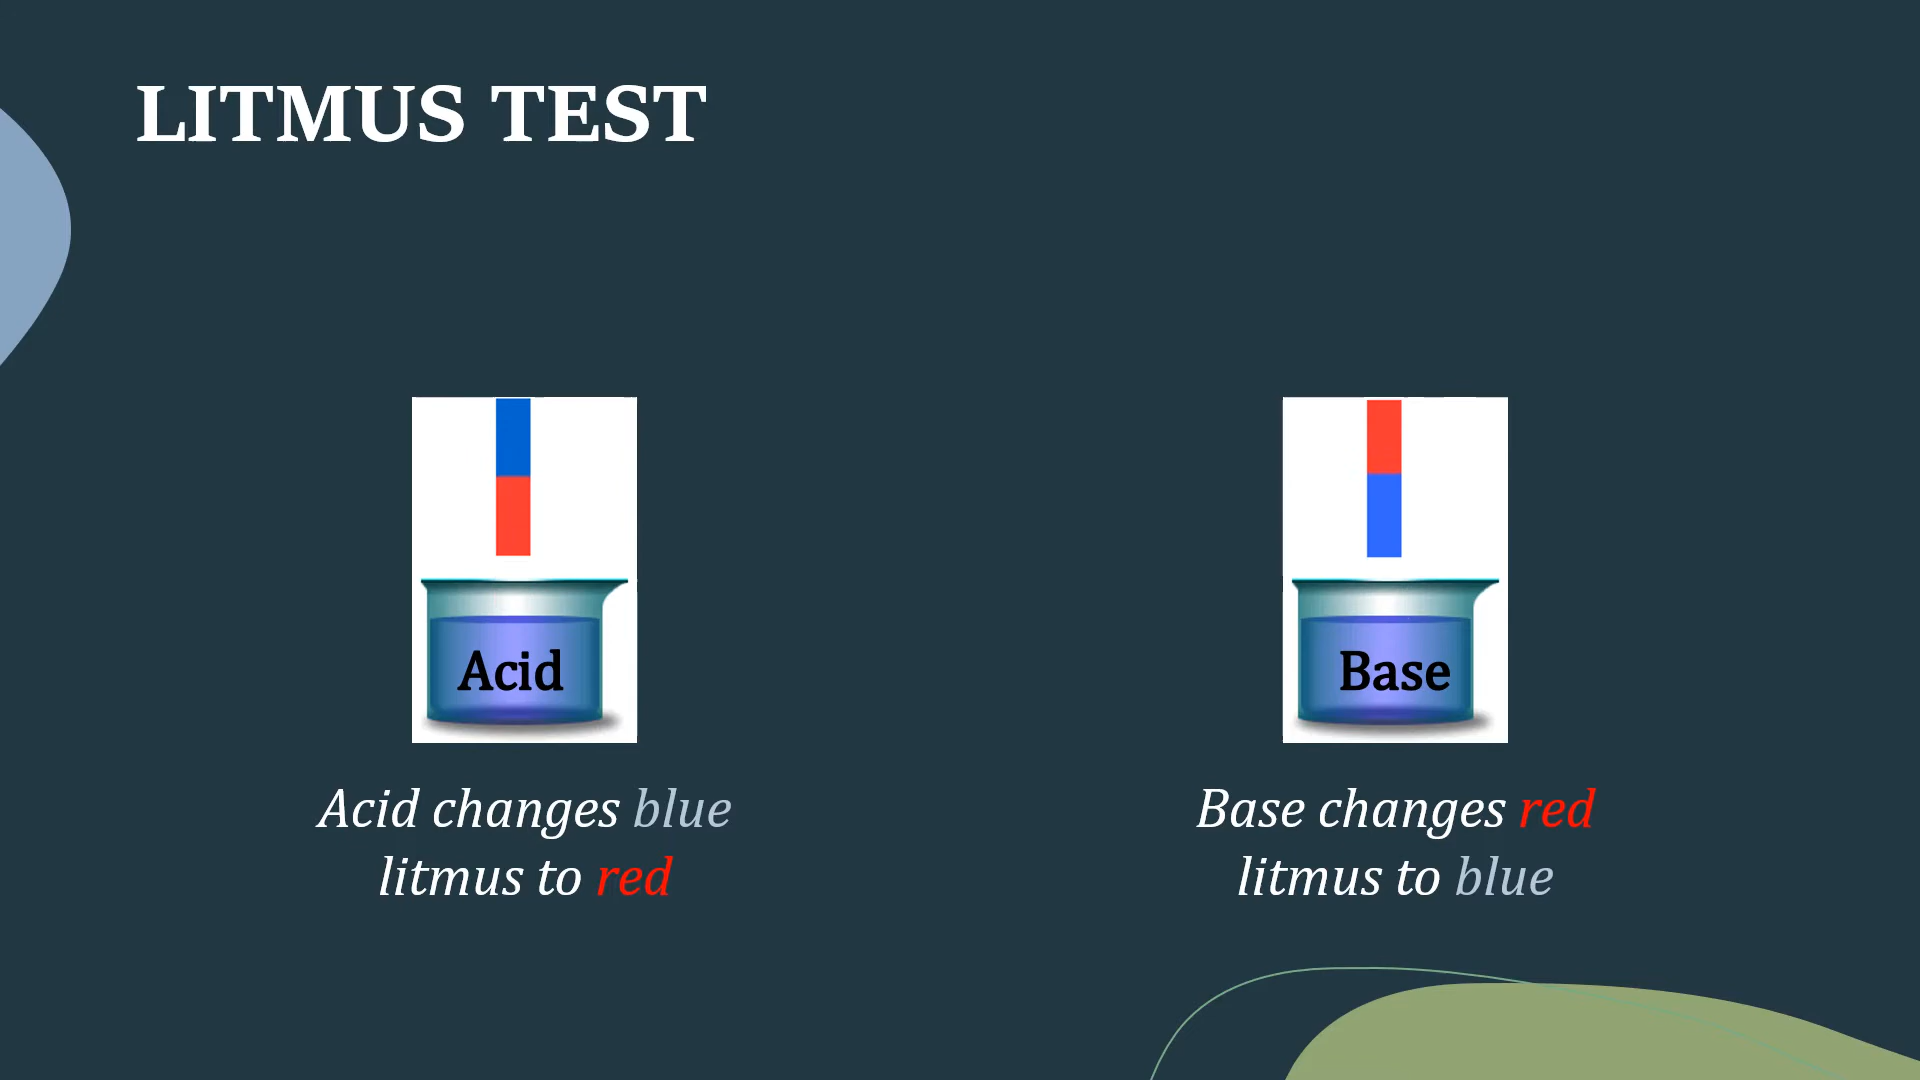 LITMUS TEST
Acid
Base
Acid changes blue
litmus to red
Base changes red
litmus to blue